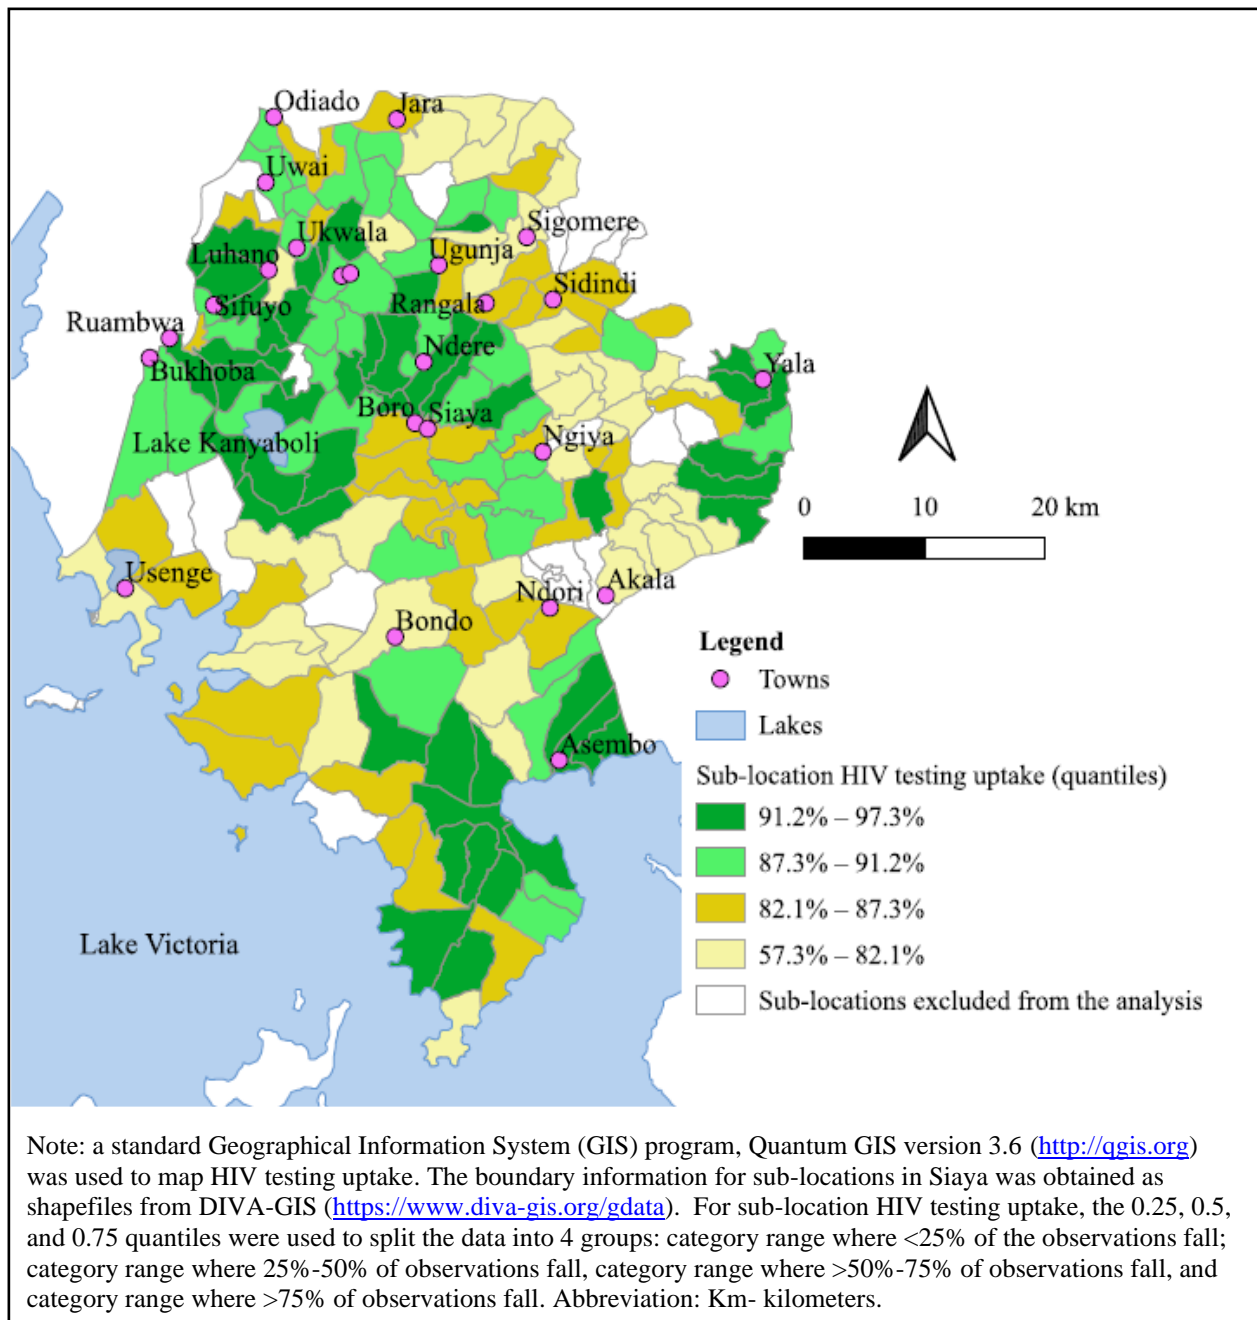 Odiado
Jara
Uwai
Sigomere
Ukwala
Luhano
Ugunja
Sidindi
Rangala
Sifuyo
Ruambwa
Ndere
Yala
Bukhoba
Boro
Siaya
Lake Kanyaboli
Ngiya
0 10 20 km
Usenge
Akala
Ndori
Bondo
Legend
Towns
Lakes
Asembo
Sub-location HIV testing uptake (quantiles)
91.2% – 97.3%
87.3% – 91.2%
82.1% – 87.3%
57.3% – 82.1%
Sub-locations excluded from the analysis
Lake Victoria
Note: a standard Geographical Information System (GIS) program, Quantum GIS version 3.6 (http://qgis.org)
was used to map HIV testing uptake. The boundary information for sub-locations in Siaya was obtained as
shapefiles from DIVA-GIS (https://www.diva-gis.org/gdata). For sub-location HIV testing uptake, the 0.25, 0.5,
and 0.75 quantiles were used to split the data into 4 groups: category range where <25% of the observations fall;
category range where 25%-50% of observations fall, category range where >50%-75% of observations fall, and
category range where >75% of observations fall. Abbreviation: Km- kilometers.